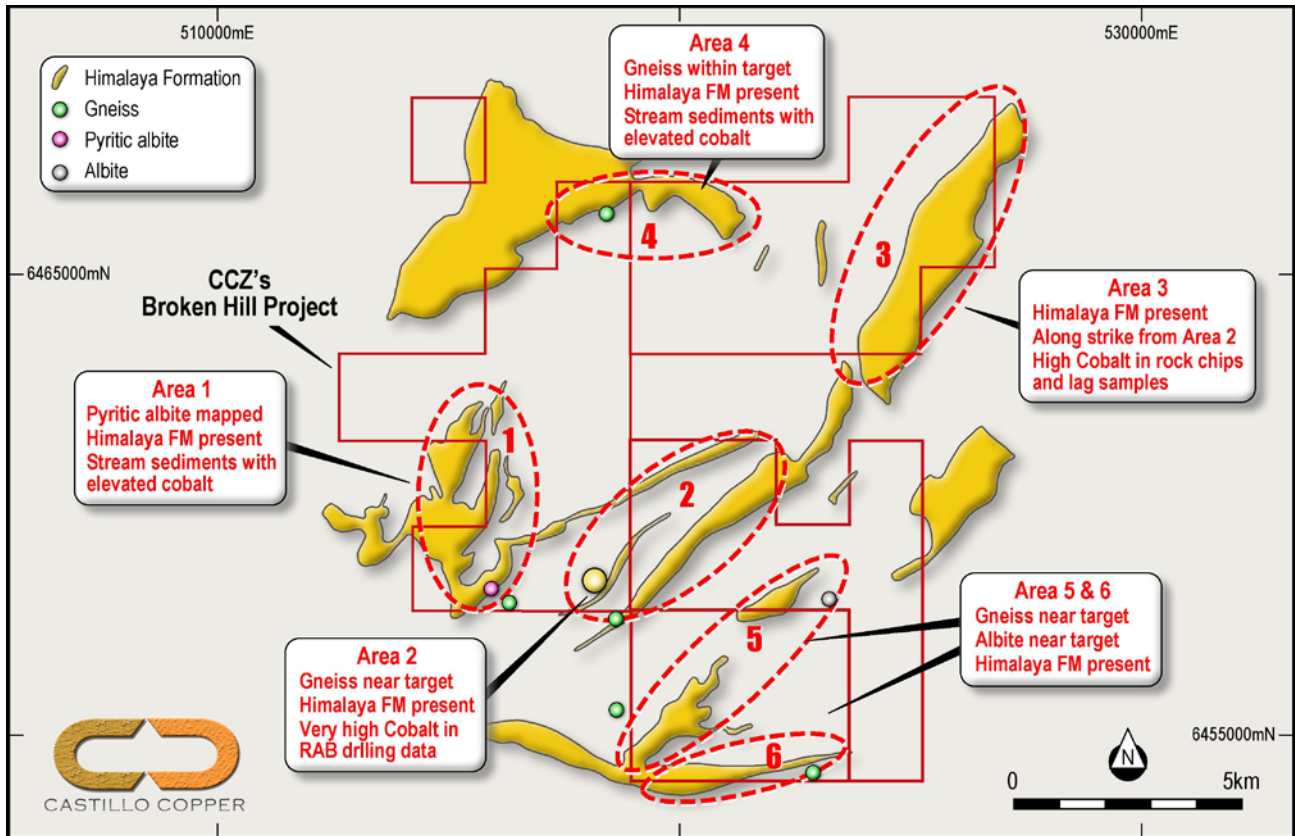 510000mE
530000mE
Himalaya Formation
Gneiss
Pyritic albite
Albite
Area 4
Gneiss within target
Himalaya FM present
Stream sediments with
elevated cobalt
4
3
6465000mN
CCZ's
Broken Hill Project
Area 3
Himalaya FM present
Along strike from Area 2
High Cobalt in rock chips
and lag samples
Area 1
Pyritic albite mapped
Himalaya FM present
Stream sediments with
elevated cobalt
1
2
Area 5 & 6
Gneiss near target
Albite near target
Himalaya FM present
5
Area 2
Gneiss near target
Himalaya FM present
Very high Cobalt in
RAB drlling data
6
6455000mN
N
0
5km
CASTILLO COPPER